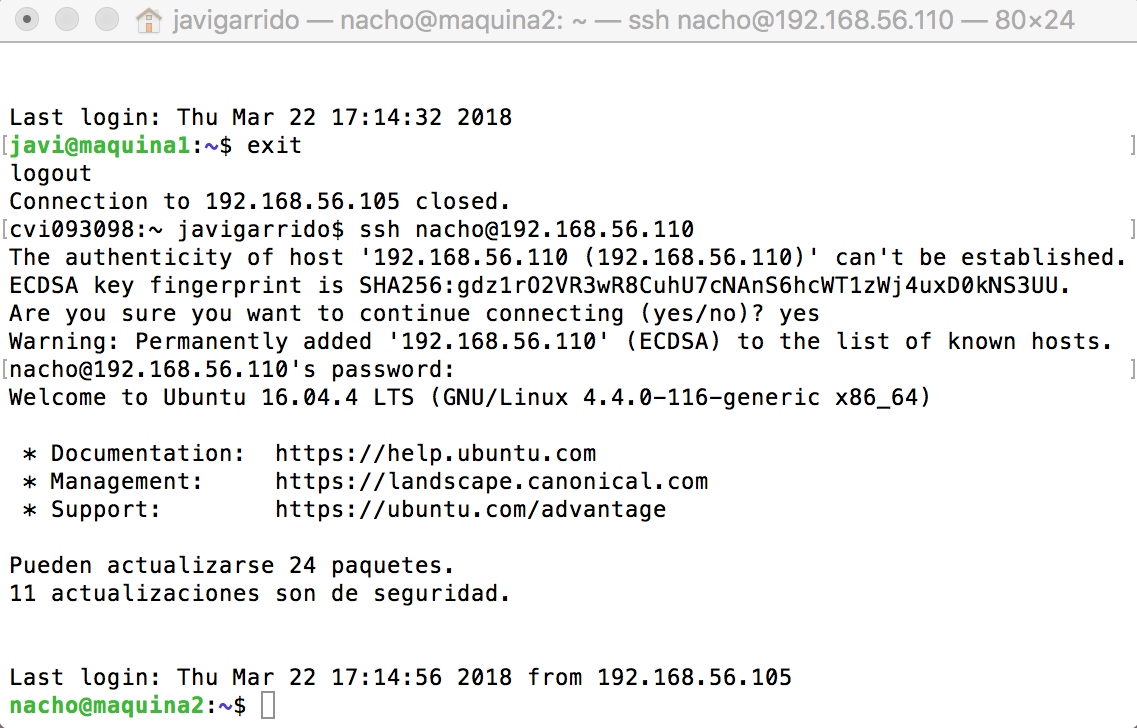 javigarrido — nacho@maquina2: ~ — ssh nacho@192.168.56.110 — 80×24
Last login: Thu Mar 22 17:14:32 2018
[javi@maquina1:~$ exit ]
logout
Connection to 192.168.56.105 closed.
[cvi093098:~ javigarrido$ ssh nacho@192.168.56.110 ]
The authenticity of host '192.168.56.110 (192.168.56.110)' can't be established.
ECDSA key fingerprint is SHA256:gdz1rO2VR3wR8CuhU7cNAnS6hcWT1zWj4uxD0kNS3UU.
Are you sure you want to continue connecting (yes/no)? yes
Warning: Permanently added '192.168.56.110' (ECDSA) to the list of known hosts.
[nacho@192.168.56.110's password: ]
Welcome to Ubuntu 16.04.4 LTS (GNU/Linux 4.4.0-116-generic x86_64)
* Documentation: https://help.ubuntu.com
* Management: https://landscape.canonical.com
* Support: https://ubuntu.com/advantage
Pueden actualizarse 24 paquetes.
11 actualizaciones son de seguridad.
Last login: Thu Mar 22 17:14:56 2018 from 192.168.56.105
nacho@maquina2:~$